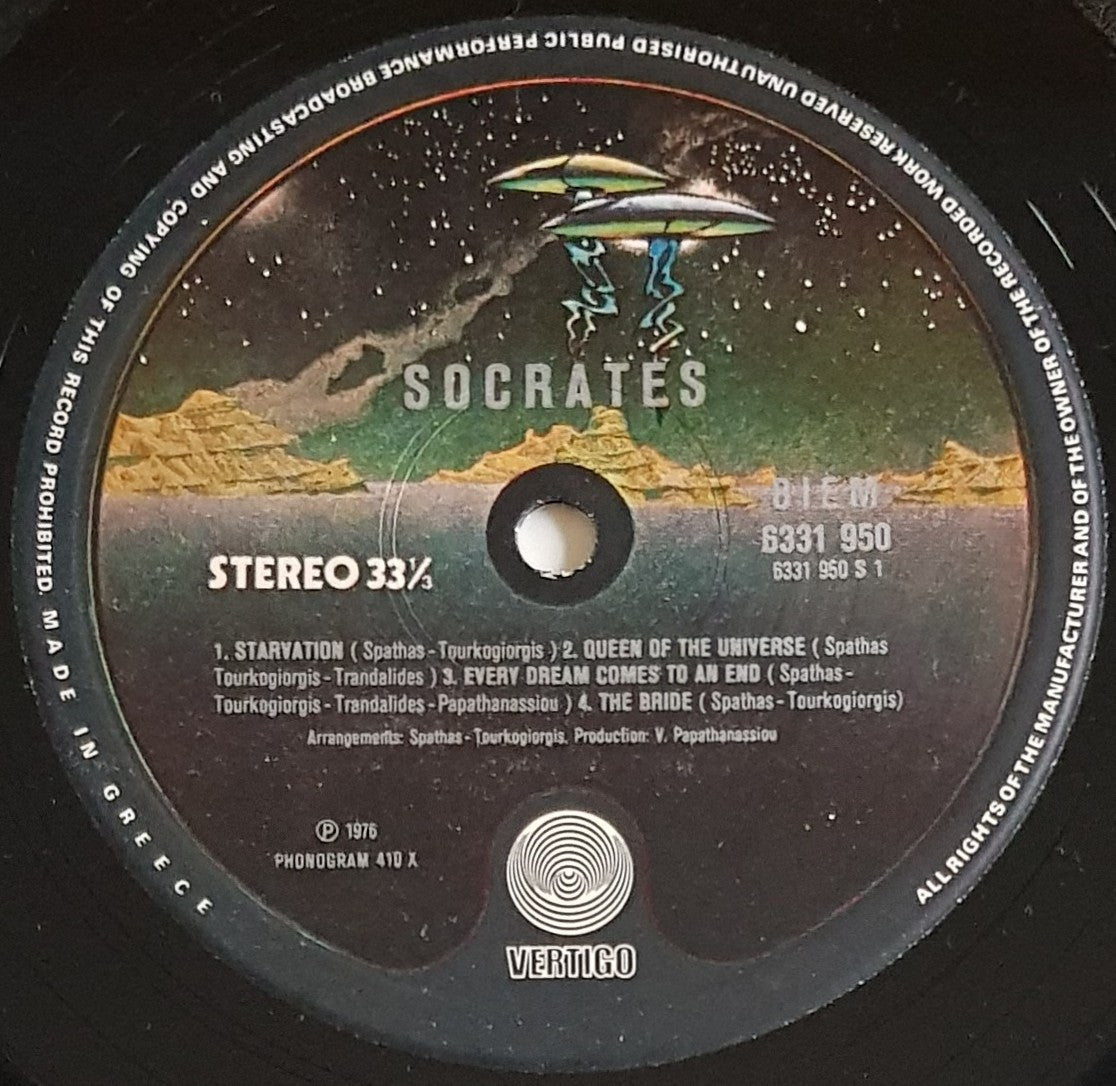 ALL RIGHTS OF THE MANUFACTURER AND OF THE OWNER OF THE RECORDED WORK RESERVED UNAUTHORISED PUBLIC PERFORMANCE BROADCASTING AND COPYING OF THIS RECORD PROHIBITED. MADE IN GREECE
SOCRATES
BIEM
6331 950
6331 950 S 1
STEREO 33⅓
1. STARVATION ( Spathas - Tourkogiorgis ) 2. QUEEN OF THE UNIVERSE ( Spathas
Tourkogiorgis - Trandalides ) 3. EVERY DREAM COMES TO AN END ( Spathas -
Tourkogiorgis - Trandalides - Papathanassiou ) 4. THE BRIDE ( Spathas - Tourkogiorgis)
Arrangements: Spathas - Tourkogiorgis. Production: V. Papathanassiou
℗ 1976
PHONOGRAM 410 X
VERTIGO